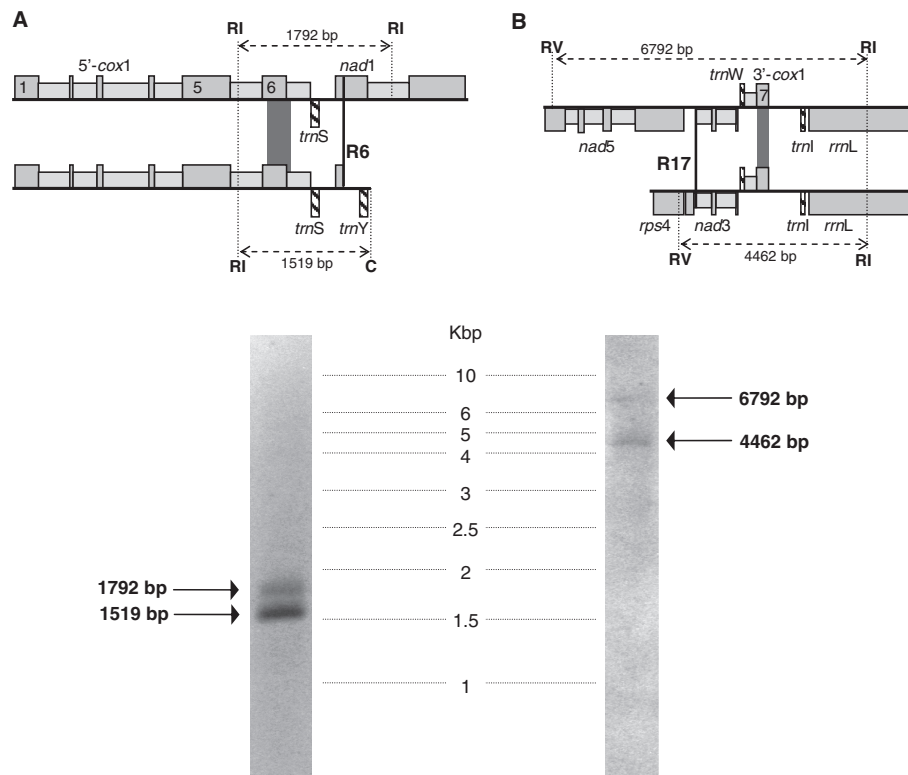 A
RI
1792 bp
RI
5'-cox1
nad1
1
5
6
trnS
R6
trnS
trnY
RI
1519 bp
C
B
RV
6792 bp
RI
trnW
3'-cox1
7
nad5
trnI
rrnL
R17
rps4
nad3
trnI
rrnL
RV
4462 bp
RI
Kbp
10
6
5
4
3
2.5
2
1.5
1
1792 bp
1519 bp
6792 bp
4462 bp